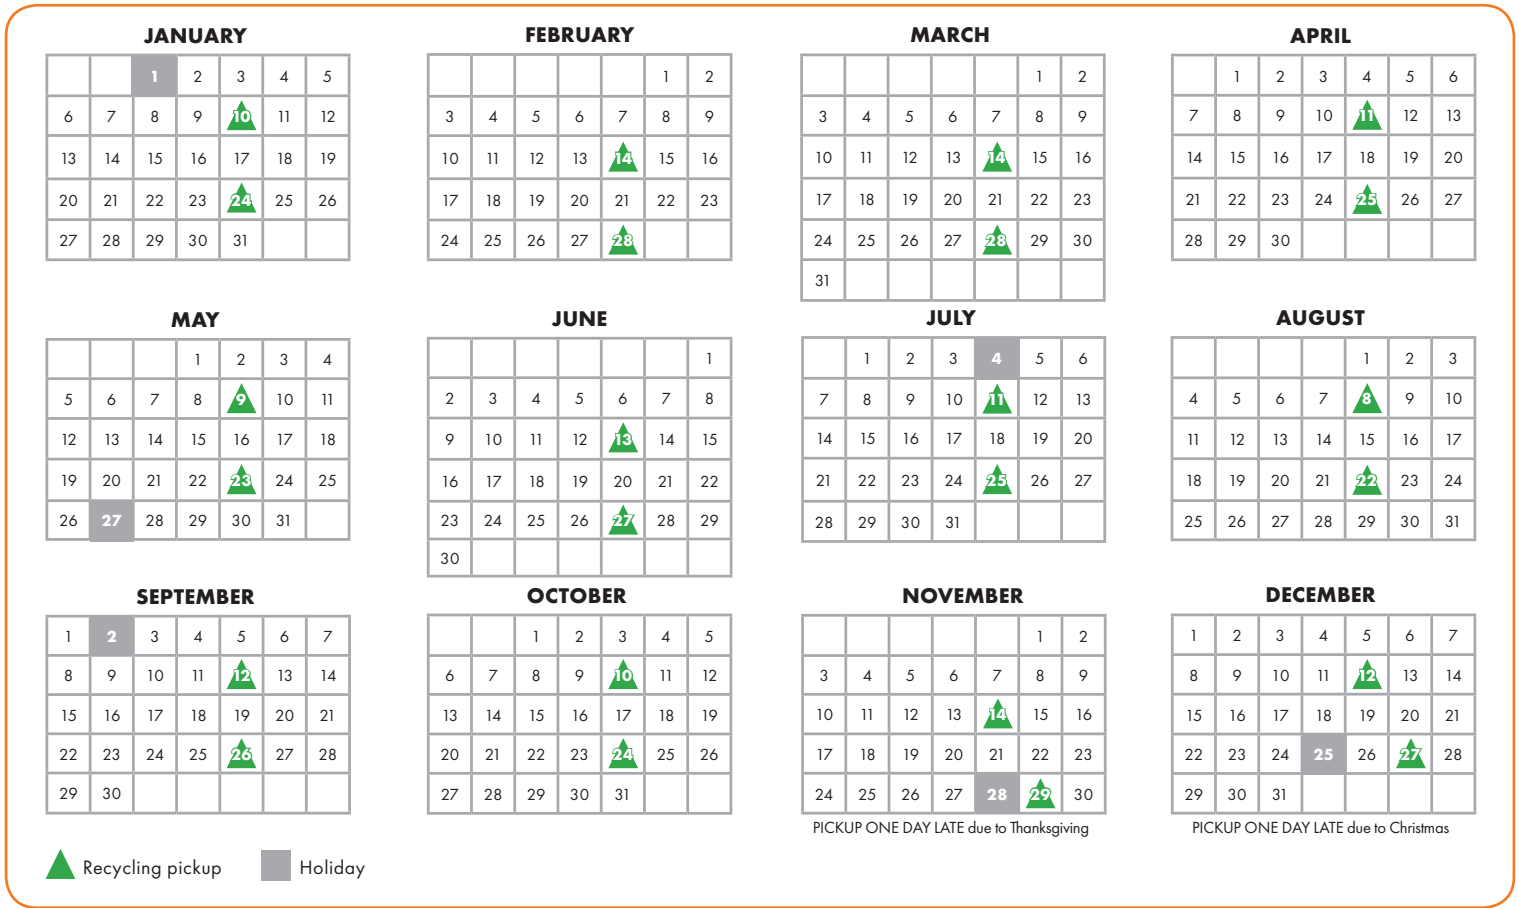 JANUARY
1 2 3 4 5
6 7 8 9 10 11 12
13 14 15 16 17 18 19
20 21 22 23 24 25 26
27 28 29 30 31
FEBRUARY
1 2
3 4 5 6 7 8 9
10 11 12 13 14 15 16
17 18 19 20 21 22 23
24 25 26 27 28
MARCH
1 2
3 4 5 6 7 8 9
10 11 12 13 14 15 16
17 18 19 20 21 22 23
24 25 26 27 28 29 30
31
APRIL
1 2 3 4 5 6
7 8 9 10 11 12 13
14 15 16 17 18 19 20
21 22 23 24 25 26 27
28 29 30
MAY
1 2 3 4
5 6 7 8 9 10 11
12 13 14 15 16 17 18
19 20 21 22 23 24 25
26 27 28 29 30 31
JUNE
1
2 3 4 5 6 7 8
9 10 11 12 13 14 15
16 17 18 19 20 21 22
23 24 25 26 27 28 29
30
JULY
1 2 3 4 5 6
7 8 9 10 11 12 13
14 15 16 17 18 19 20
21 22 23 24 25 26 27
28 29 30 31
AUGUST
1 2 3
4 5 6 7 8 9 10
11 12 13 14 15 16 17
18 19 20 21 22 23 24
25 26 27 28 29 30 31
SEPTEMBER
1 2 3 4 5 6 7
8 9 10 11 12 13 14
15 16 17 18 19 20 21
22 23 24 25 26 27 28
29 30
OCTOBER
1 2 3 4 5
6 7 8 9 10 11 12
13 14 15 16 17 18 19
20 21 22 23 24 25 26
27 28 29 30 31
NOVEMBER
1 2
3 4 5 6 7 8 9
10 11 12 13 14 15 16
17 18 19 20 21 22 23
24 25 26 27 28 29 30
PICKUP ONE DAY LATE due to Thanksgiving
DECEMBER
1 2 3 4 5 6 7
8 9 10 11 12 13 14
15 16 17 18 19 20 21
22 23 24 25 26 27 28
29 30 31
PICKUP ONE DAY LATE due to Christmas
Recycling pickup
Holiday